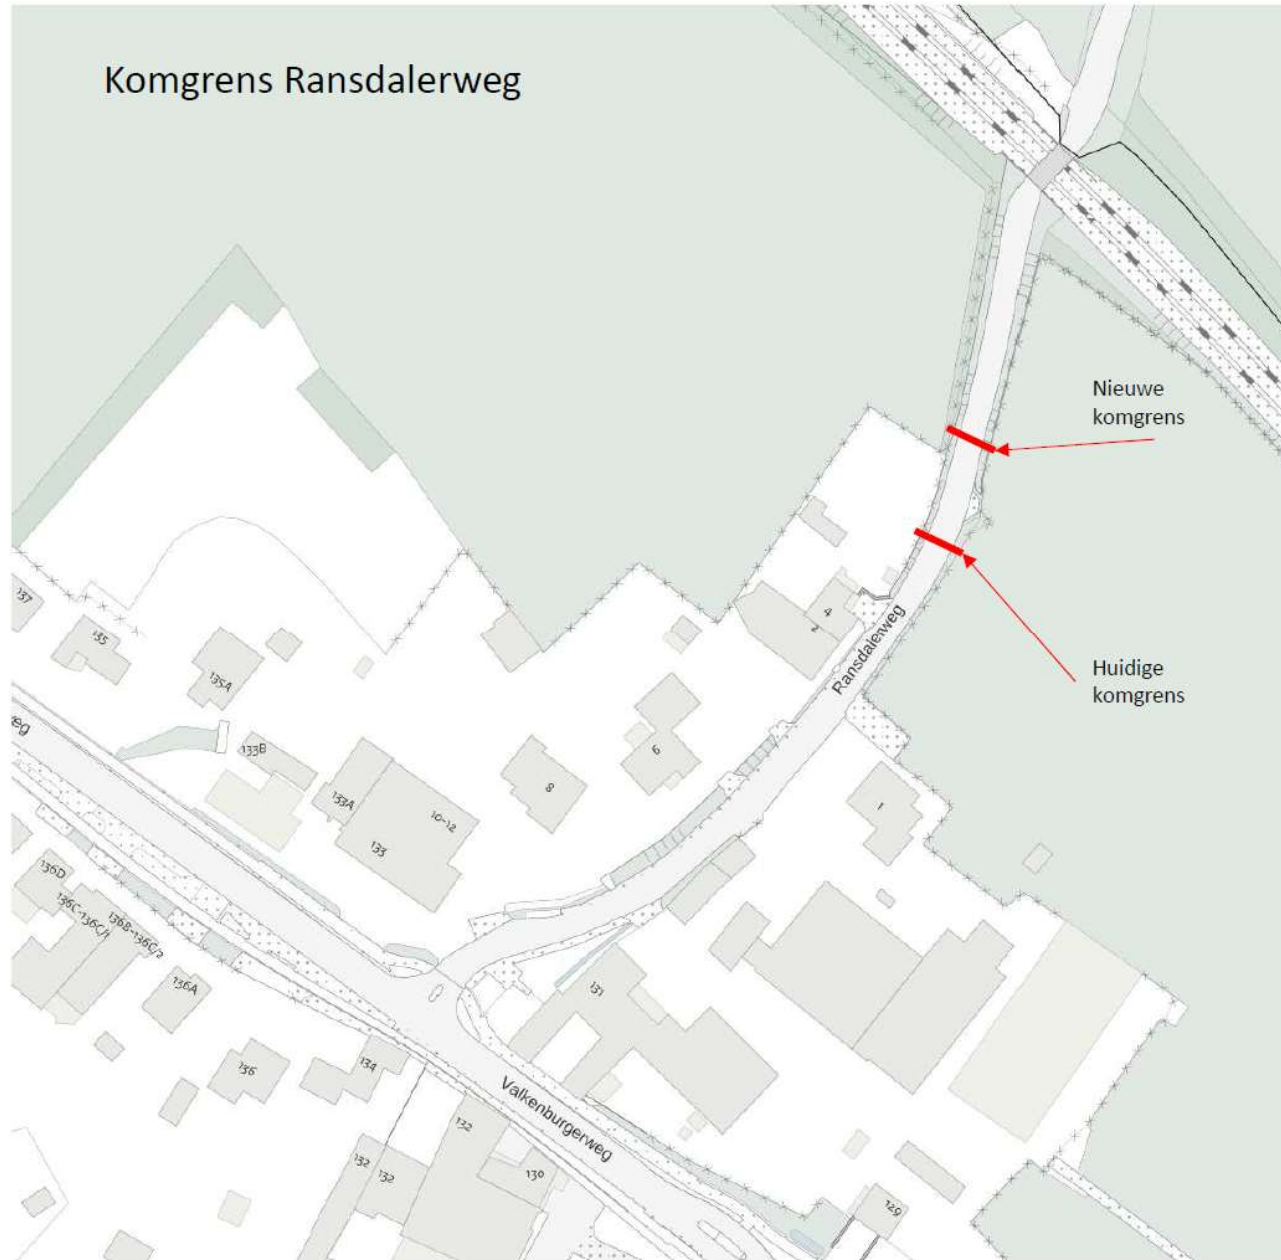 Komgrens Ransdalerweg
Nieuwe
komgrens
Huidige
komgrens
Ransdalerweg
4
2
137
135
135A
133B
133A
10-12
133
8
6
1
weg
136D
136C-136C/1
136B-136C/2
136A
136
134
131
Valkenburgerweg
132
132
132
130
129